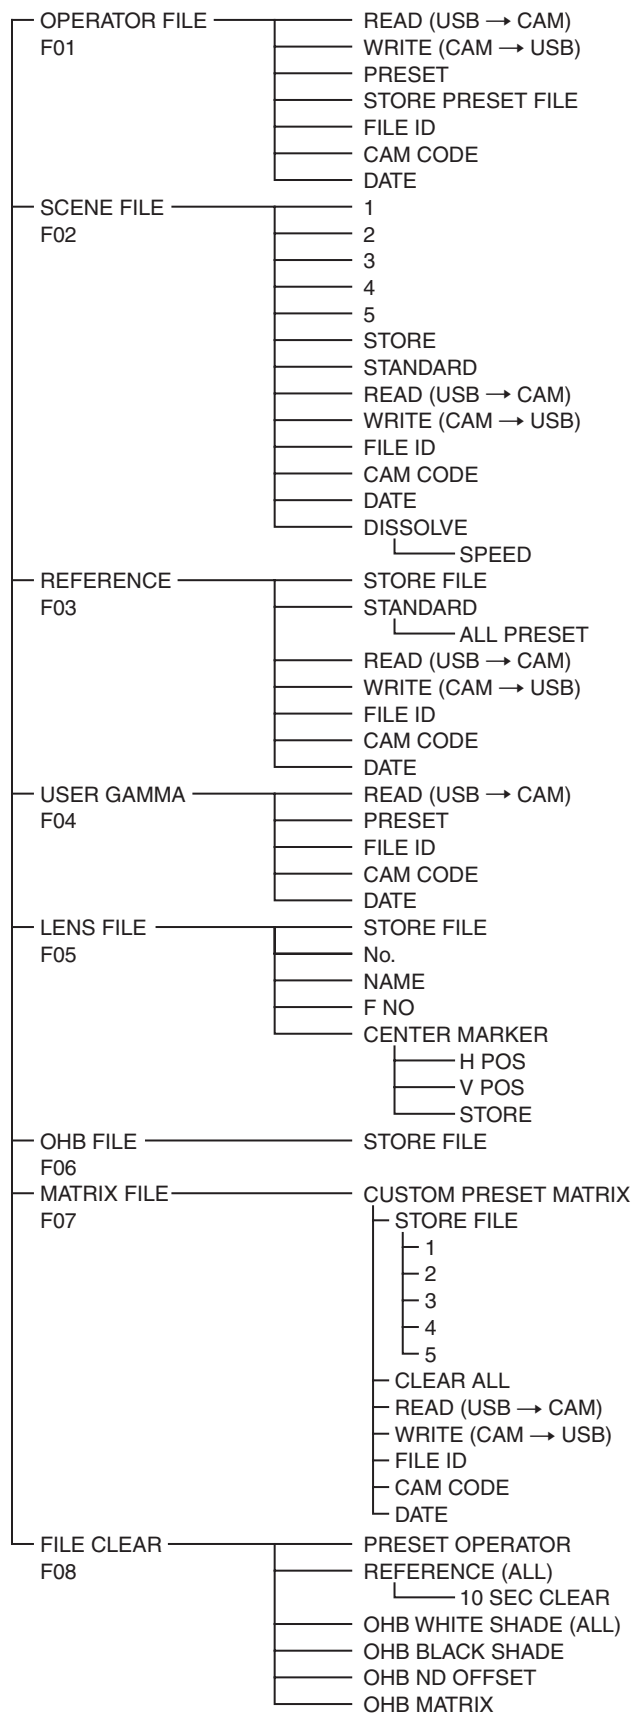 OPERATOR FILE
F01
READ (USB → CAM)
WRITE (CAM → USB)
PRESET
STORE PRESET FILE
FILE ID
CAM CODE
DATE
SCENE FILE
F02
1
2
3
4
5
STORE
STANDARD
READ (USB → CAM)
WRITE (CAM → USB)
FILE ID
CAM CODE
DATE
DISSOLVE
SPEED
REFERENCE
F03
STORE FILE
STANDARD
ALL PRESET
READ (USB → CAM)
WRITE (CAM → USB)
FILE ID
CAM CODE
DATE
USER GAMMA
F04
READ (USB → CAM)
PRESET
FILE ID
CAM CODE
DATE
LENS FILE
F05
STORE FILE
No.
NAME
F NO
CENTER MARKER
H POS
V POS
STORE
OHB FILE
F06
STORE FILE
MATRIX FILE
F07
CUSTOM PRESET MATRIX
STORE FILE
1
2
3
4
5
CLEAR ALL
READ (USB → CAM)
WRITE (CAM → USB)
FILE ID
CAM CODE
DATE
FILE CLEAR
F08
PRESET OPERATOR
REFERENCE (ALL)
10 SEC CLEAR
OHB WHITE SHADE (ALL)
OHB BLACK SHADE
OHB ND OFFSET
OHB MATRIX